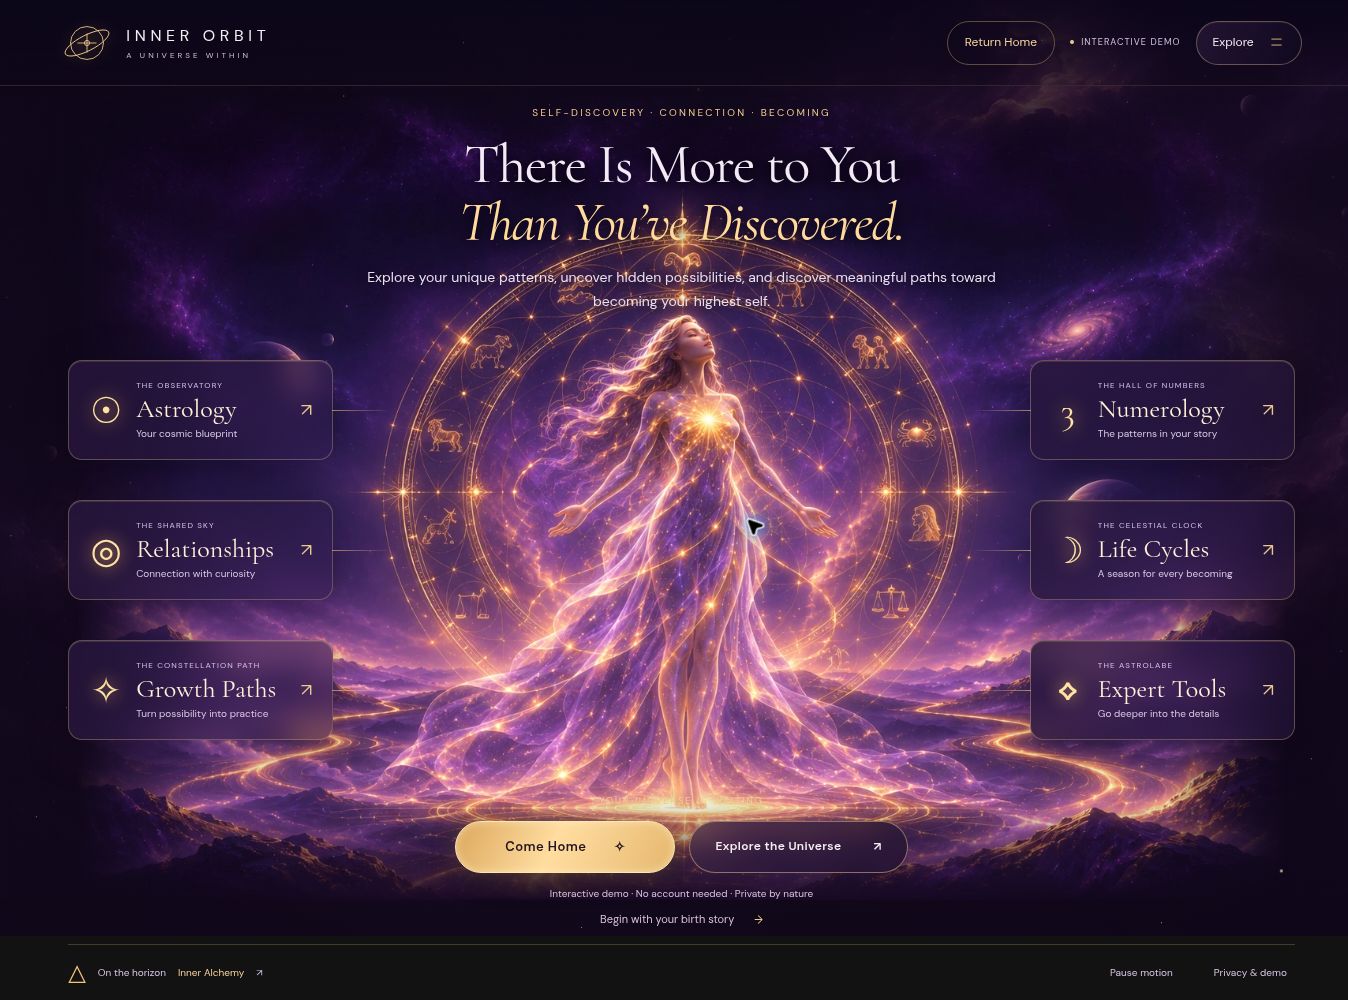 INNER ORBIT
A UNIVERSE WITHIN
Return Home
INTERACTIVE DEMO
Explore
SELF-DISCOVERY · CONNECTION · BECOMING
There Is More to You
Than You've Discovered.
Explore your unique patterns, uncover hidden possibilities, and discover meaningful paths toward
becoming your highest self.
THE OBSERVATORY
Astrology
Your cosmic blueprint
THE SHARED SKY
Relationships
Connection with curiosity
THE CONSTELLATION PATH
Growth Paths
Turn possibility into practice
THE HALL OF NUMBERS
3
Numerology
The patterns in your story
THE CELESTIAL CLOCK
Life Cycles
A season for every becoming
THE ASTROLABE
Expert Tools
Go deeper into the details
Come Home
Explore the Universe
Interactive demo · No account needed · Private by nature
Begin with your birth story
On the horizon Inner Alchemy
Pause motion
Privacy & demo